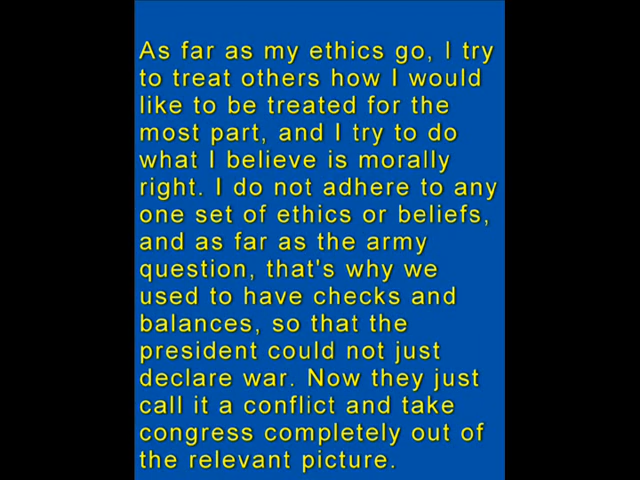 As far as my ethics go, I try
to treat others how I would
like to be treated for the
most part, and I try to do
what I believe is morally
right. I do not adhere to any
one set of ethics or beliefs,
and as far as the army
question, that's why we
used to have checks and
balances, so that the
president could not just
declare war. Now they just
call it a conflict and take
congress completely out of
the relevant picture.